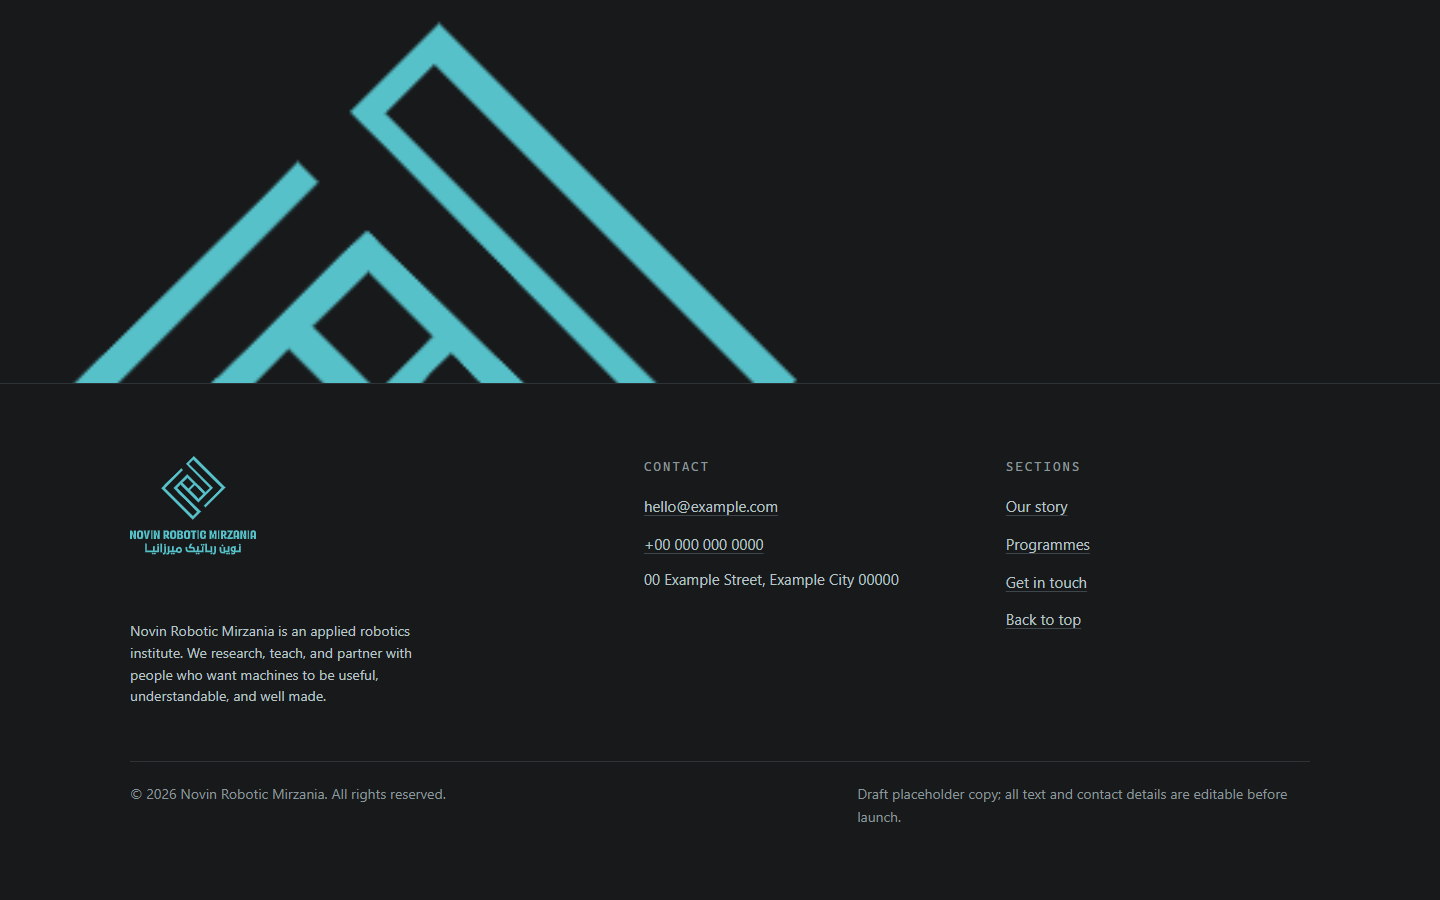 NOVIN ROBOTIC MIRZANIA
نوین رباتیک میرزانیا
Novin Robotic Mirzania is an applied robotics
institute. We research, teach, and partner with
people who want machines to be useful,
understandable, and well made.
CONTACT
hello@example.com
+00 000 000 0000
00 Example Street, Example City 00000
SECTIONS
Our story
Programmes
Get in touch
Back to top
© 2026 Novin Robotic Mirzania. All rights reserved.
Draft placeholder copy; all text and contact details are editable before
launch.